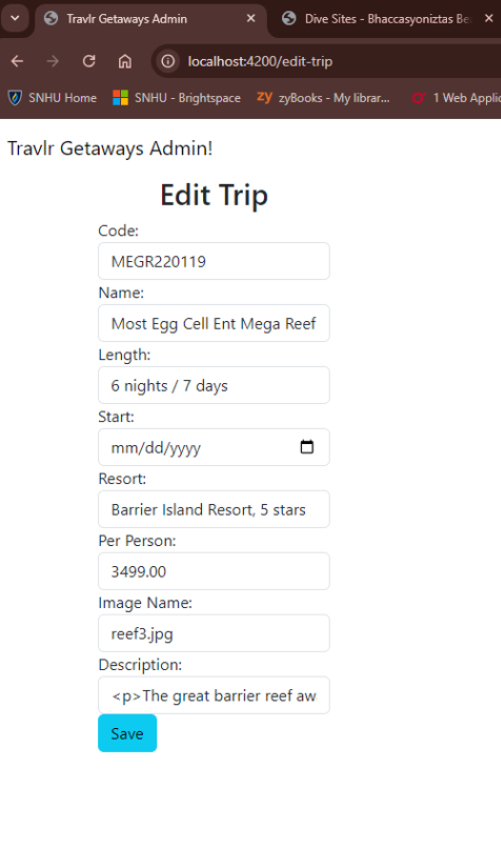 Travlr Getaways Admin
Dive Sites - Bhaccasyoniztas Be
localhost:4200/edit-trip
SNHU Home
SNHU - Brightspace
zy zyBooks - My librar...
1 Web Applic
Travlr Getaways Admin!
Edit Trip
Code:
MEGR220119
Name:
Most Egg Cell Ent Mega Reef
Length:
6 nights / 7 days
Start:
mm/dd/yyyy
Resort:
Barrier Island Resort, 5 stars
Per Person:
3499.00
Image Name:
reef3.jpg
Description:
<p>The great barrier reef aw
Save